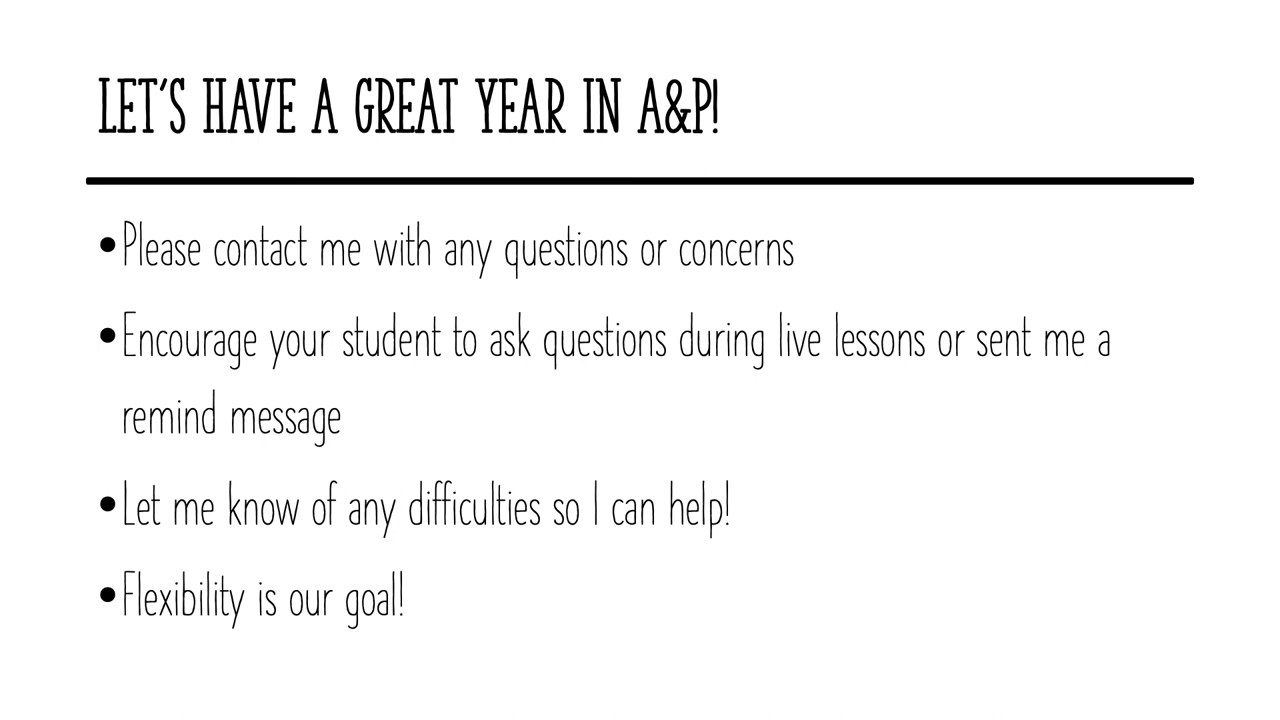 LET'S HAVE A GREAT YEAR IN A&P!
•Please contact me with any questions or concerns
•Encourage your student to ask questions during live lessons or sent me a
remind message
•Let me know of any difficulties so I can help!
•Flexibility is our goal!